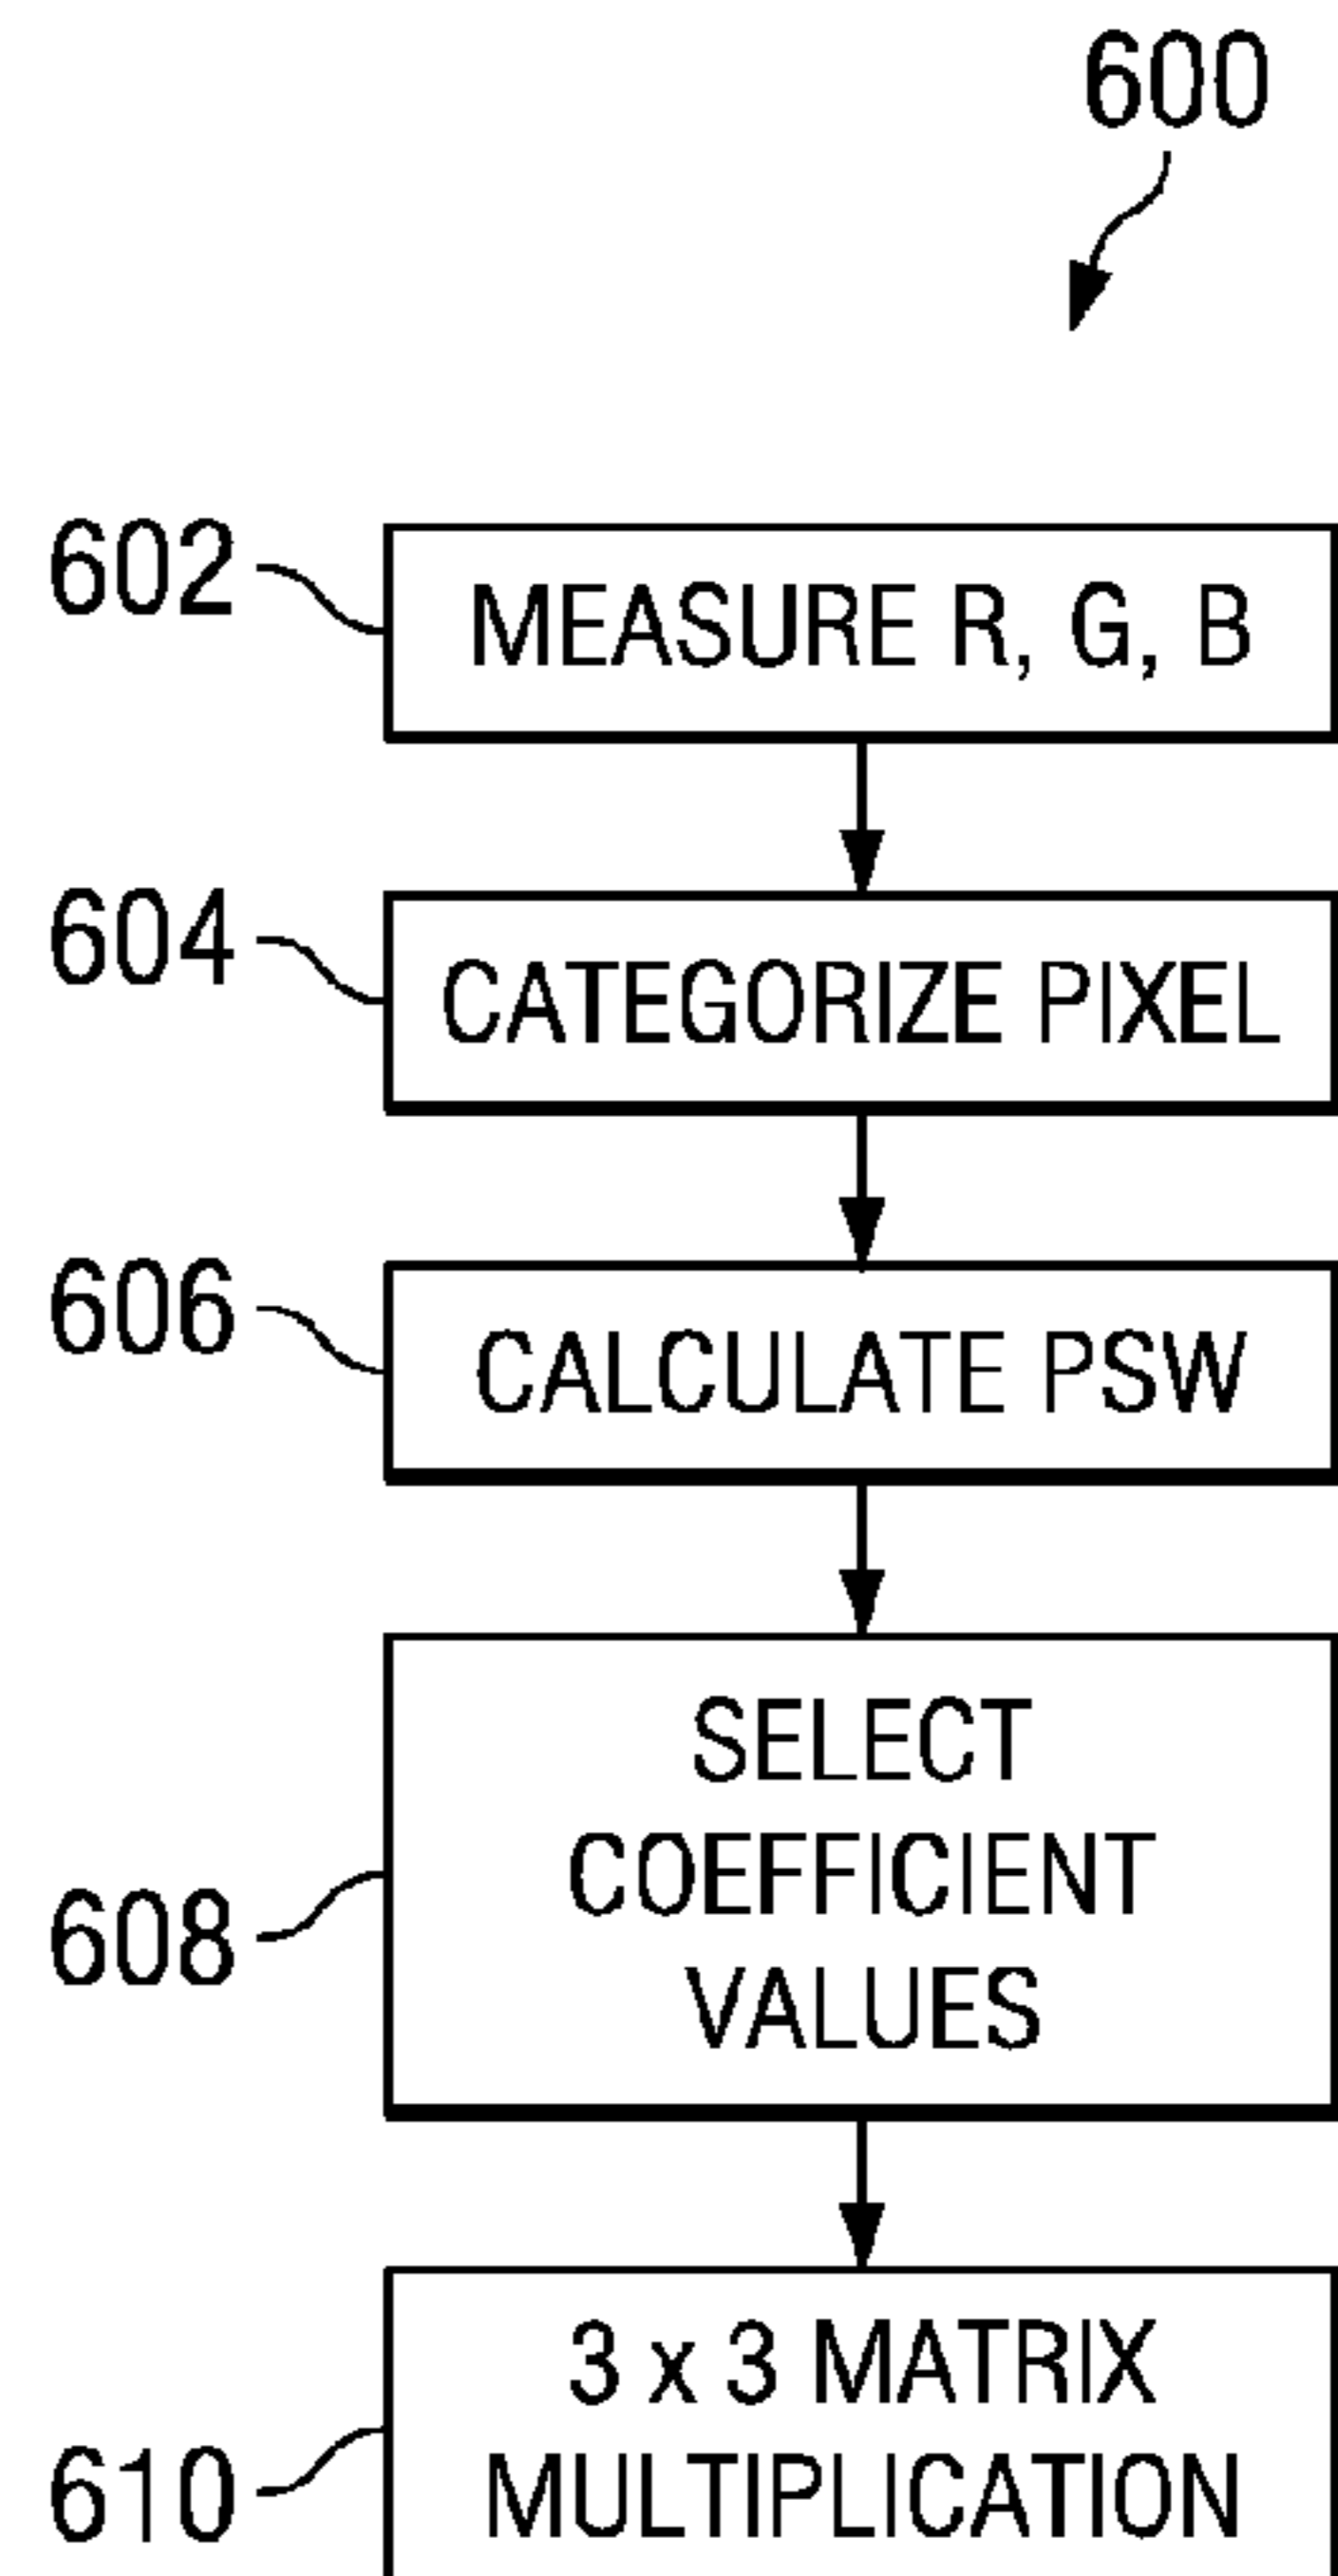 600
602
MEASURE R, G, B
604
CATEGORIZE PIXEL
606
CALCULATE PSW
SELECT
COEFFICIENT
VALUES
608
3 x 3 MATRIX
MULTIPLICATION
610